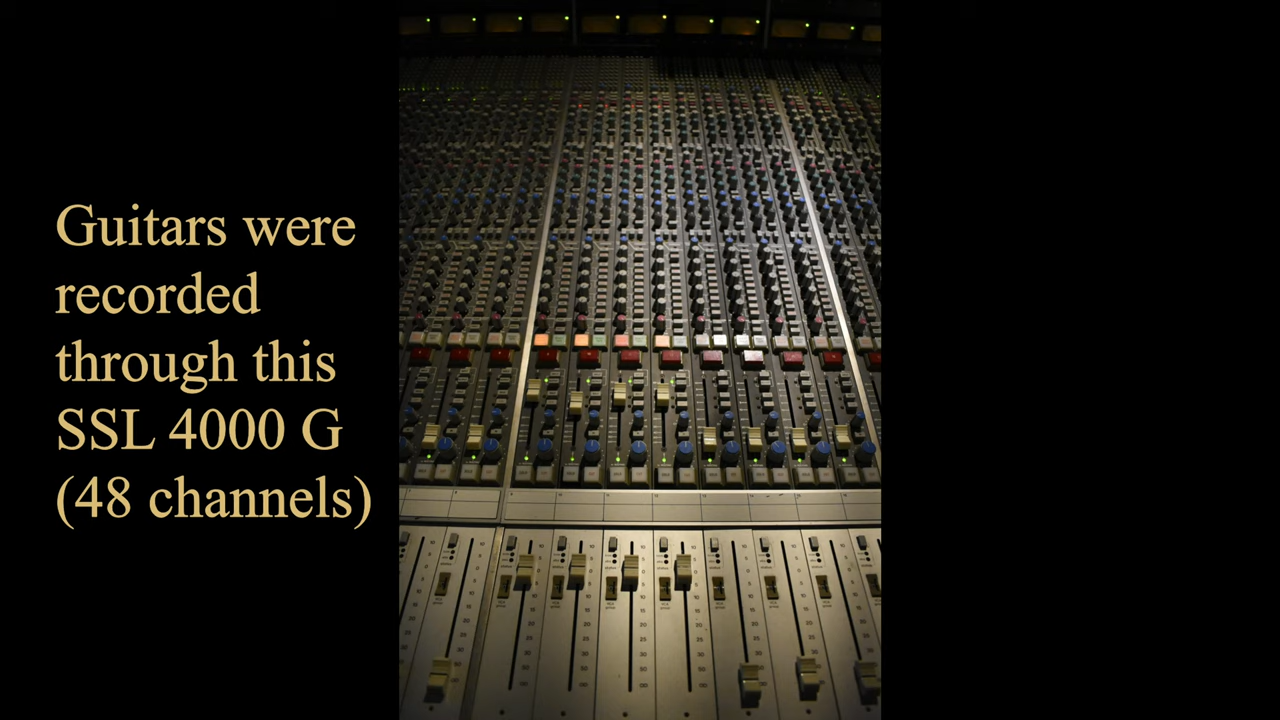 Guitars were
recorded
through this
SSL 4000 G
(48 channels)